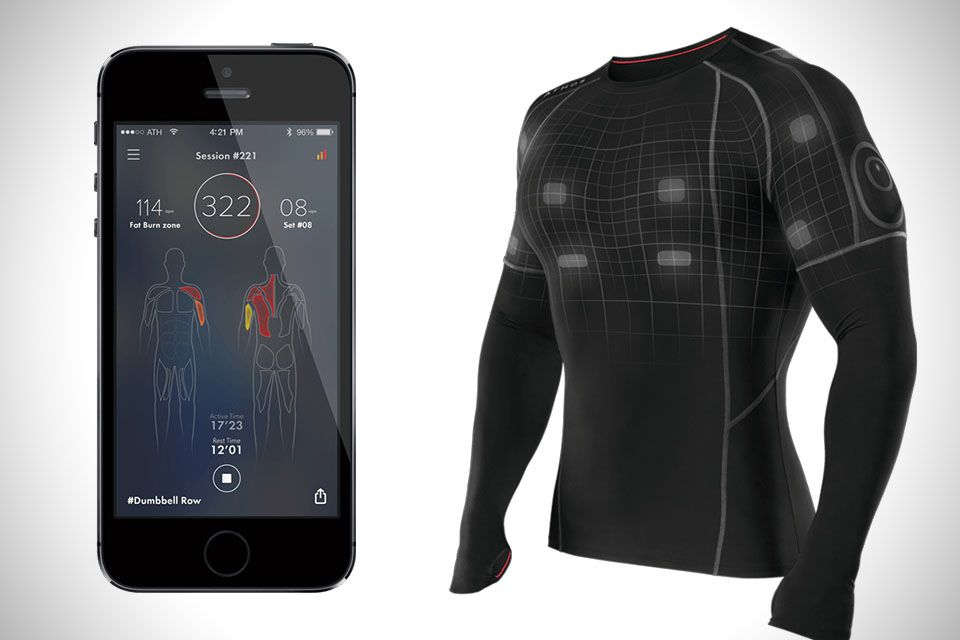 ATH 4:21 PM 96%
Session #221
114 bpm 322 08 reps
Fat Burn zone Set #08
Active Time
17'23
Rest Time
12'01
#Dumbbell Row
ATHOS